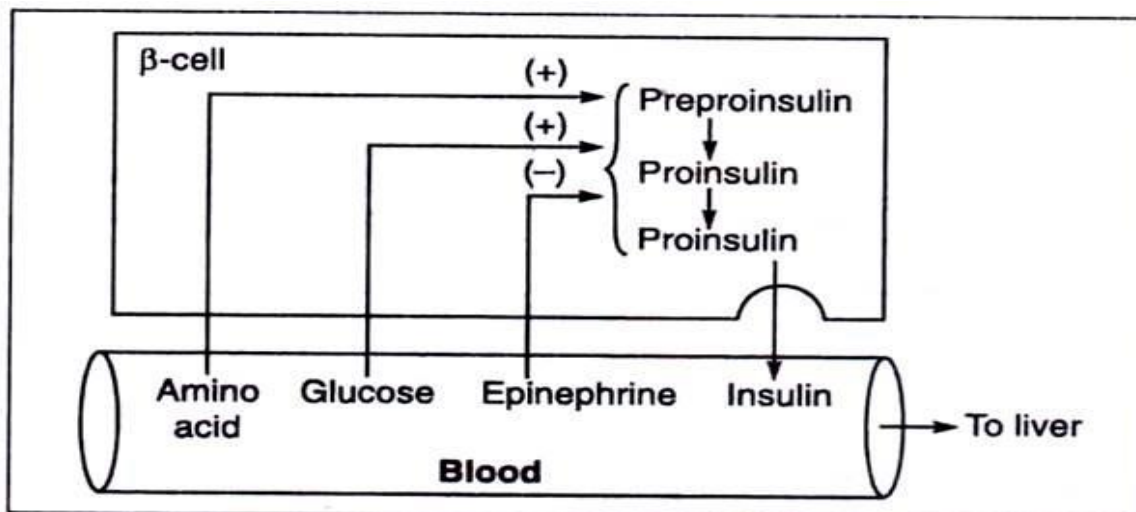 β-cell
(+)
Preproinsulin
(+)
(−)
Proinsulin
Proinsulin
Amino
acid
Glucose
Epinephrine
Insulin
To liver
Blood